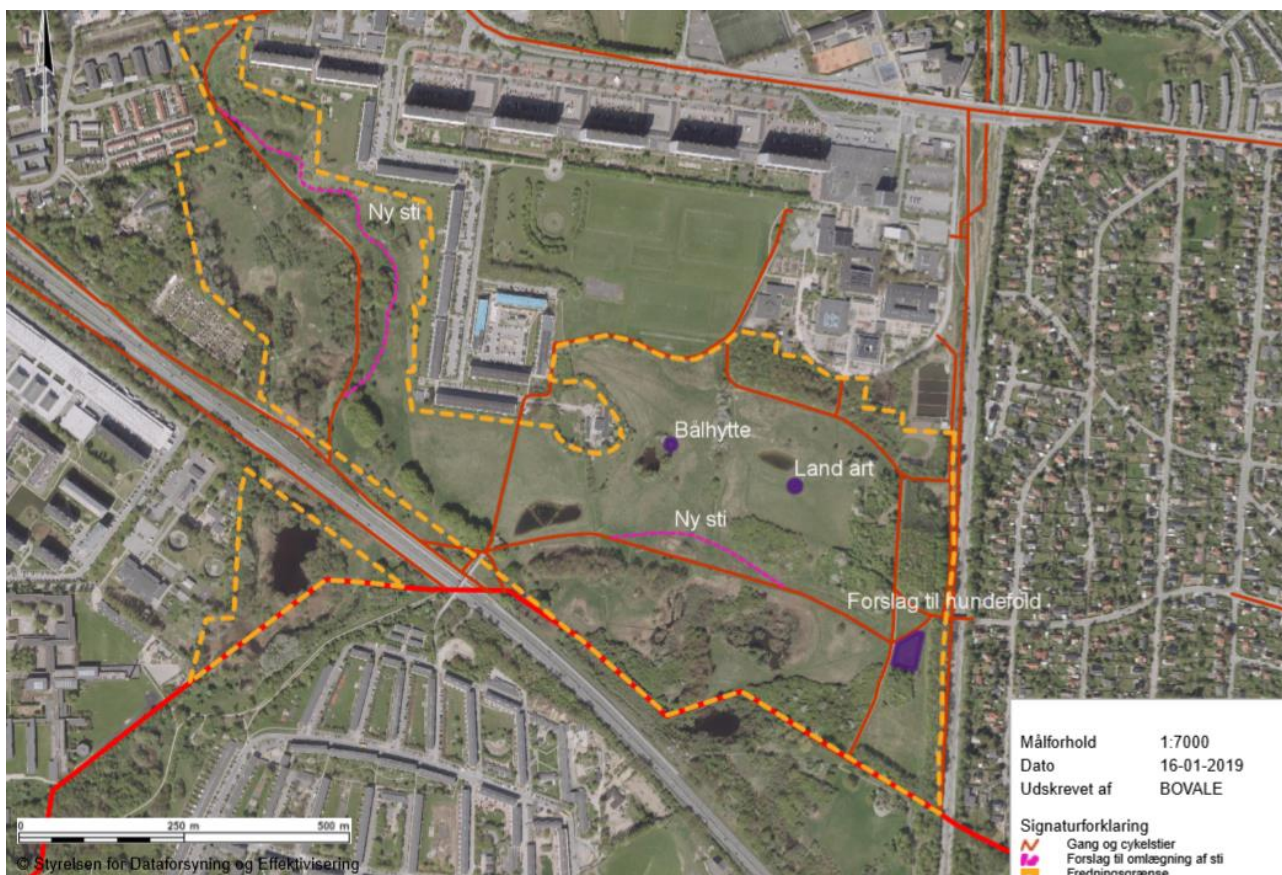 Ny sti
Bålhytte
Land art
Ny sti
Forslag til hundefold
Målforhold 1:7000
Dato 16-01-2019
Udskrevet af BOVALE
Signaturforklaring
Gang og cykelstier
Forslag til omlægning af sti
Fredningsgrænse
0 250 m 500 m
© Styrelsen for Dataforsyning og Effektivisering